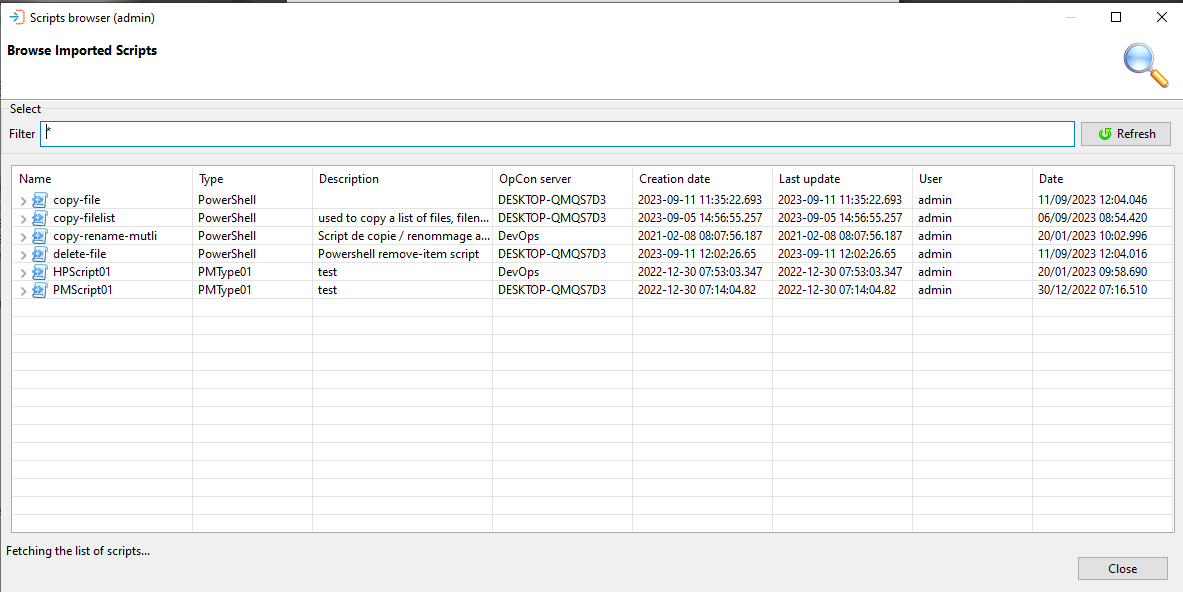 Scripts browser (admin)
Browse Imported Scripts
Select
Filter * Refresh
Name Type Description OpCon server Creation date Last update User Date
copy-file PowerShell DESKTOP-QMQS7D3 2023-09-11 11:35:22.693 2023-09-11 11:35:22.693 admin 11/09/2023 12:04.046
copy-filelist PowerShell used to copy a list of files, filen... DESKTOP-QMQS7D3 2023-09-05 14:56:55.257 2023-09-05 14:56:55.257 admin 06/09/2023 08:54.420
copy-rename-mutli PowerShell Script de copie / renommage a... DevOps 2021-02-08 08:07:56.187 2021-02-08 08:07:56.187 admin 20/01/2023 10:02.996
delete-file PowerShell Powershell remove-item script DESKTOP-QMQS7D3 2023-09-11 12:02:26.65 2023-09-11 12:02:26.65 admin 11/09/2023 12:04.016
HPScript01 PMType01 test DevOps 2022-12-30 07:53:03.347 2022-12-30 07:53:03.347 admin 20/01/2023 09:58.690
PMScript01 PMType01 test DESKTOP-QMQS7D3 2022-12-30 07:14:04.82 2022-12-30 07:14:04.82 admin 30/12/2022 07:16.510
Fetching the list of scripts...
Close